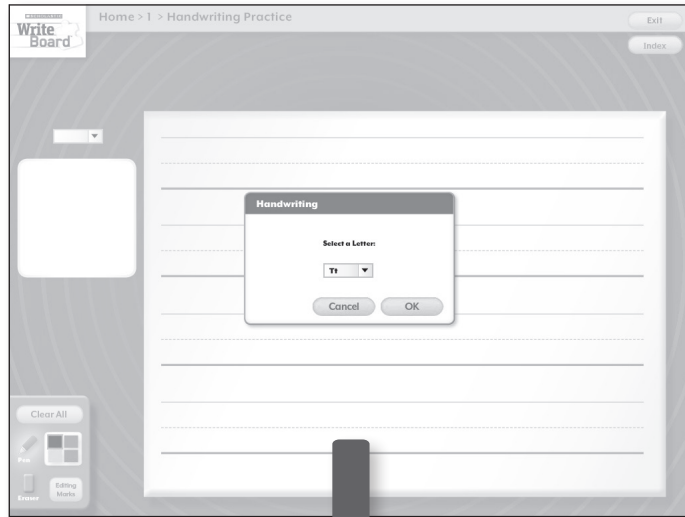 SCHOLASTIC
Write
Board
Home > 1 > Handwriting Practice
Exit
Index
Handwriting
Select a Letter:
Tt
Cancel
OK
Clear All
Pen
Eraser
Editing
Marks